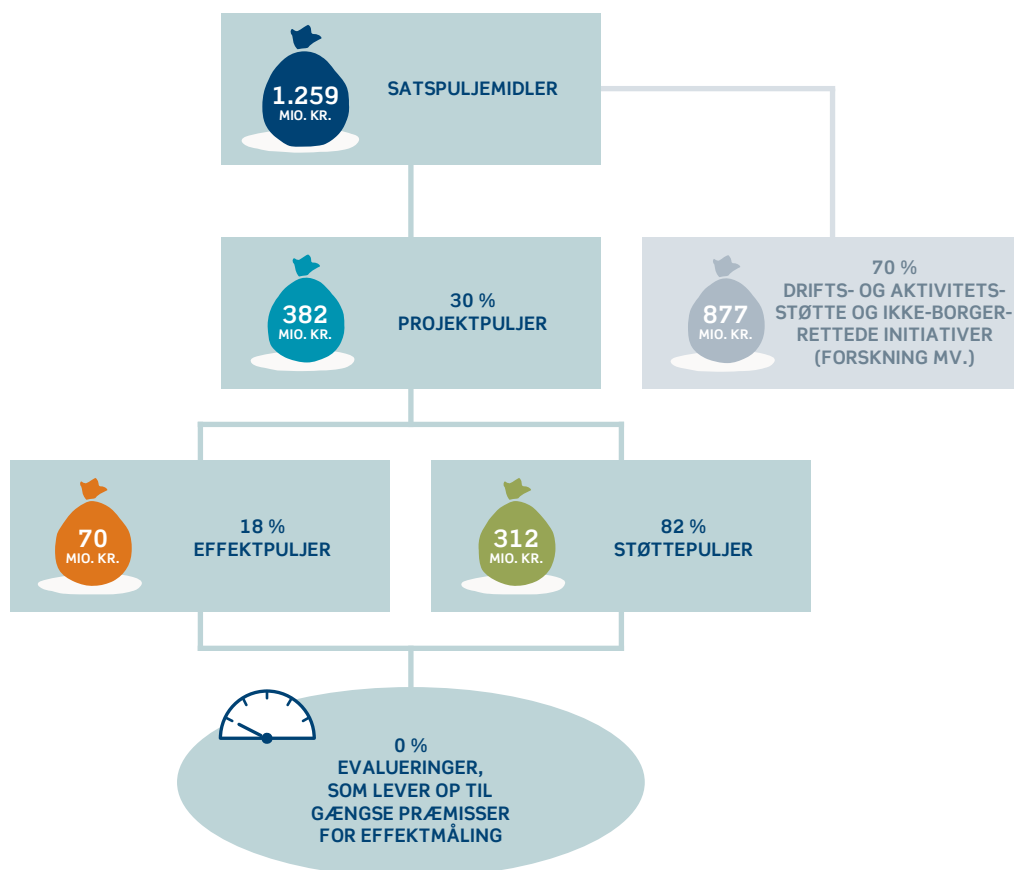 1.259
MIO. KR.
SATSPULJEMIDLER
382
MIO. KR.
30 %
PROJEKTPULJER
877
MIO. KR.
70 %
DRIFTS- OG AKTIVITETS-
STØTTE OG IKKE-BORGER-
RETTEDE INITIATIVER
(FORSKNING MV.)
70
MIO. KR.
18 %
EFFEKTPULJER
312
MIO. KR.
82 %
STØTTEPULJER
0 %
EVALUERINGER,
SOM LEVER OP TIL
GÆNGSE PRÆMISSER
FOR EFFEKTMÅLING